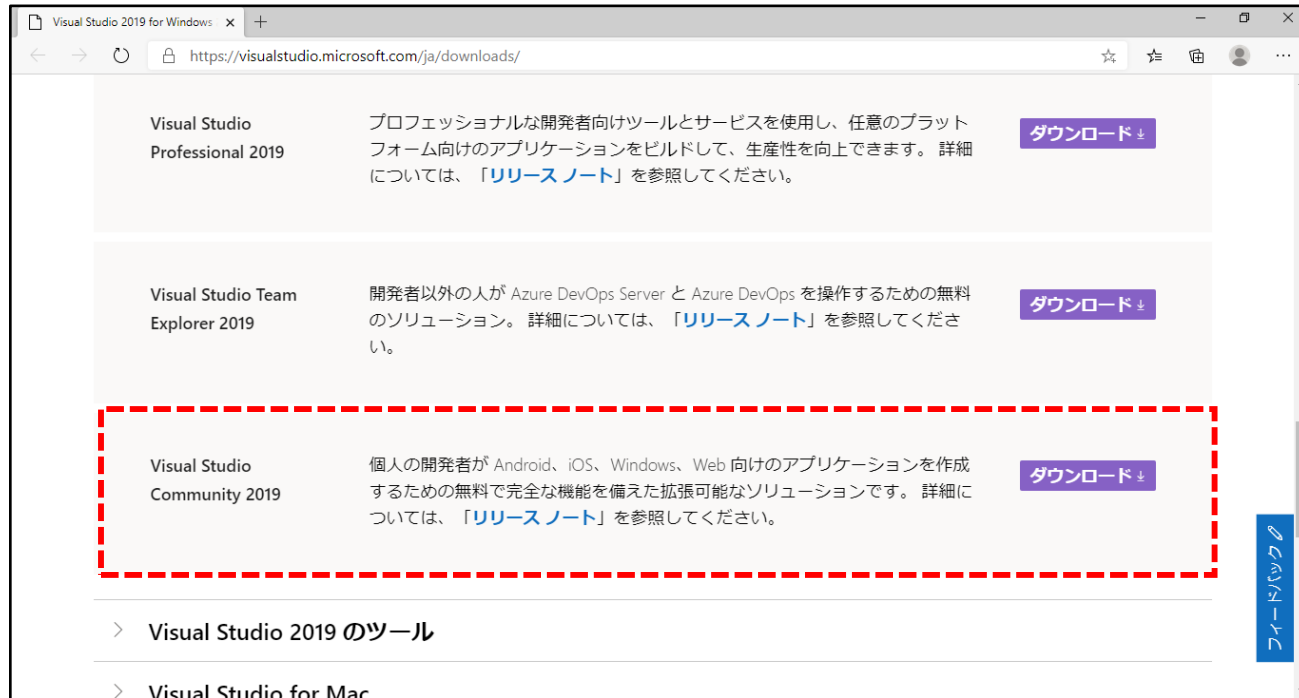 Visual Studio 2019 for Windows
https://visualstudio.microsoft.com/ja/downloads/
Visual Studio
Professional 2019
プロフェッショナルな開発者向けツールとサービスを使用し、任意のプラット
フォーム向けのアプリケーションをビルドして、生産性を向上できます。 詳細
については、「リリース ノート」を参照してください。
ダウンロード
Visual Studio Team
Explorer 2019
開発者以外の人が Azure DevOps Server と Azure DevOps を操作するための無料
のソリューション。 詳細については、「リリース ノート」を参照してくださ
い。
ダウンロード
Visual Studio
Community 2019
個人の開発者が Android、iOS、Windows、Web 向けのアプリケーションを作成
するための無料で完全な機能を備えた拡張可能なソリューションです。 詳細に
ついては、「リリース ノート」を参照してください。
ダウンロード
フィードバック
Visual Studio 2019 のツール
Visual Studio for Mac